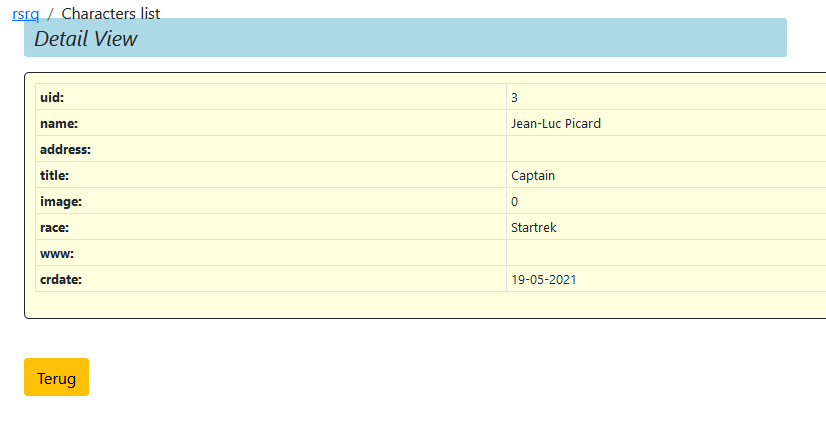 rsrq / Characters list
Detail View
uid: 3
name: Jean-Luc Picard
address:
title: Captain
image: 0
race: Startrek
www:
crdate: 19-05-2021
Terug